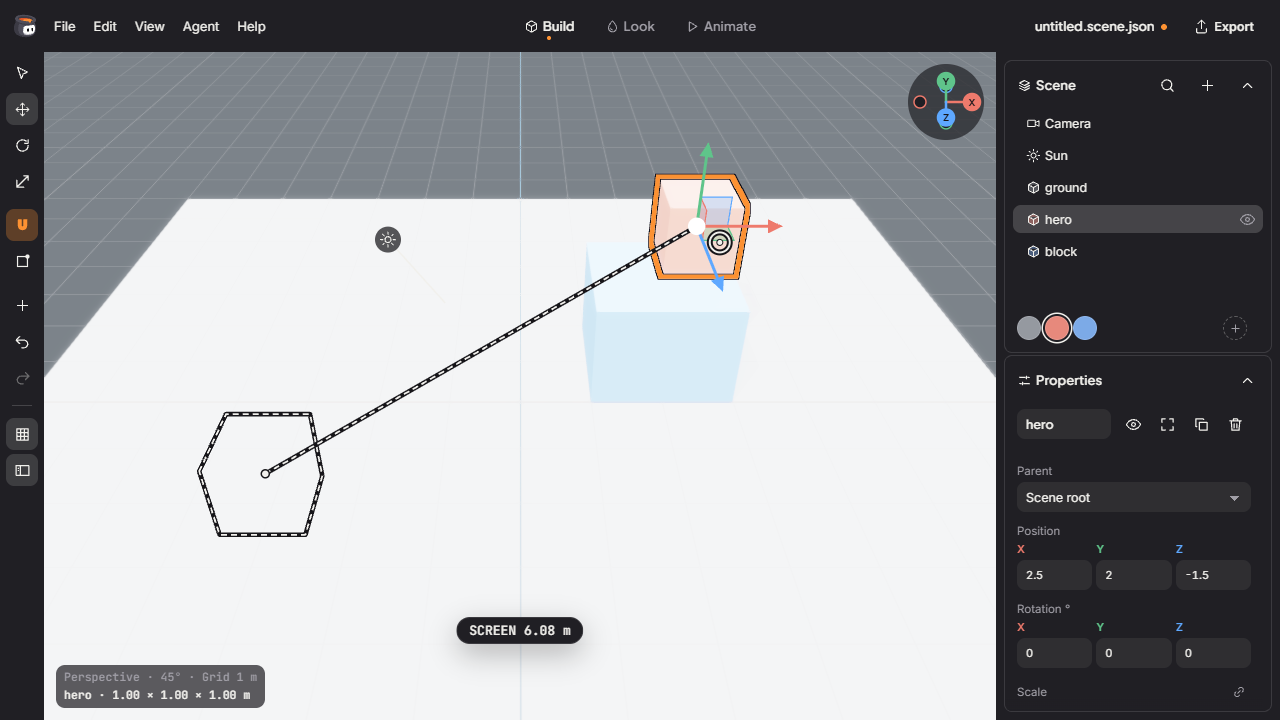 File Edit View Agent Help
Build Look Animate
untitled.scene.json
Export
Y
X
Z
Scene
Camera
Sun
ground
hero
block
Properties
hero
Parent
Scene root
Position
X Y Z
2.5 2 -1.5
Rotation °
X Y Z
0 0 0
Scale
SCREEN 6.08 m
Perspective · 45° · Grid 1 m
hero · 1.00 × 1.00 × 1.00 m